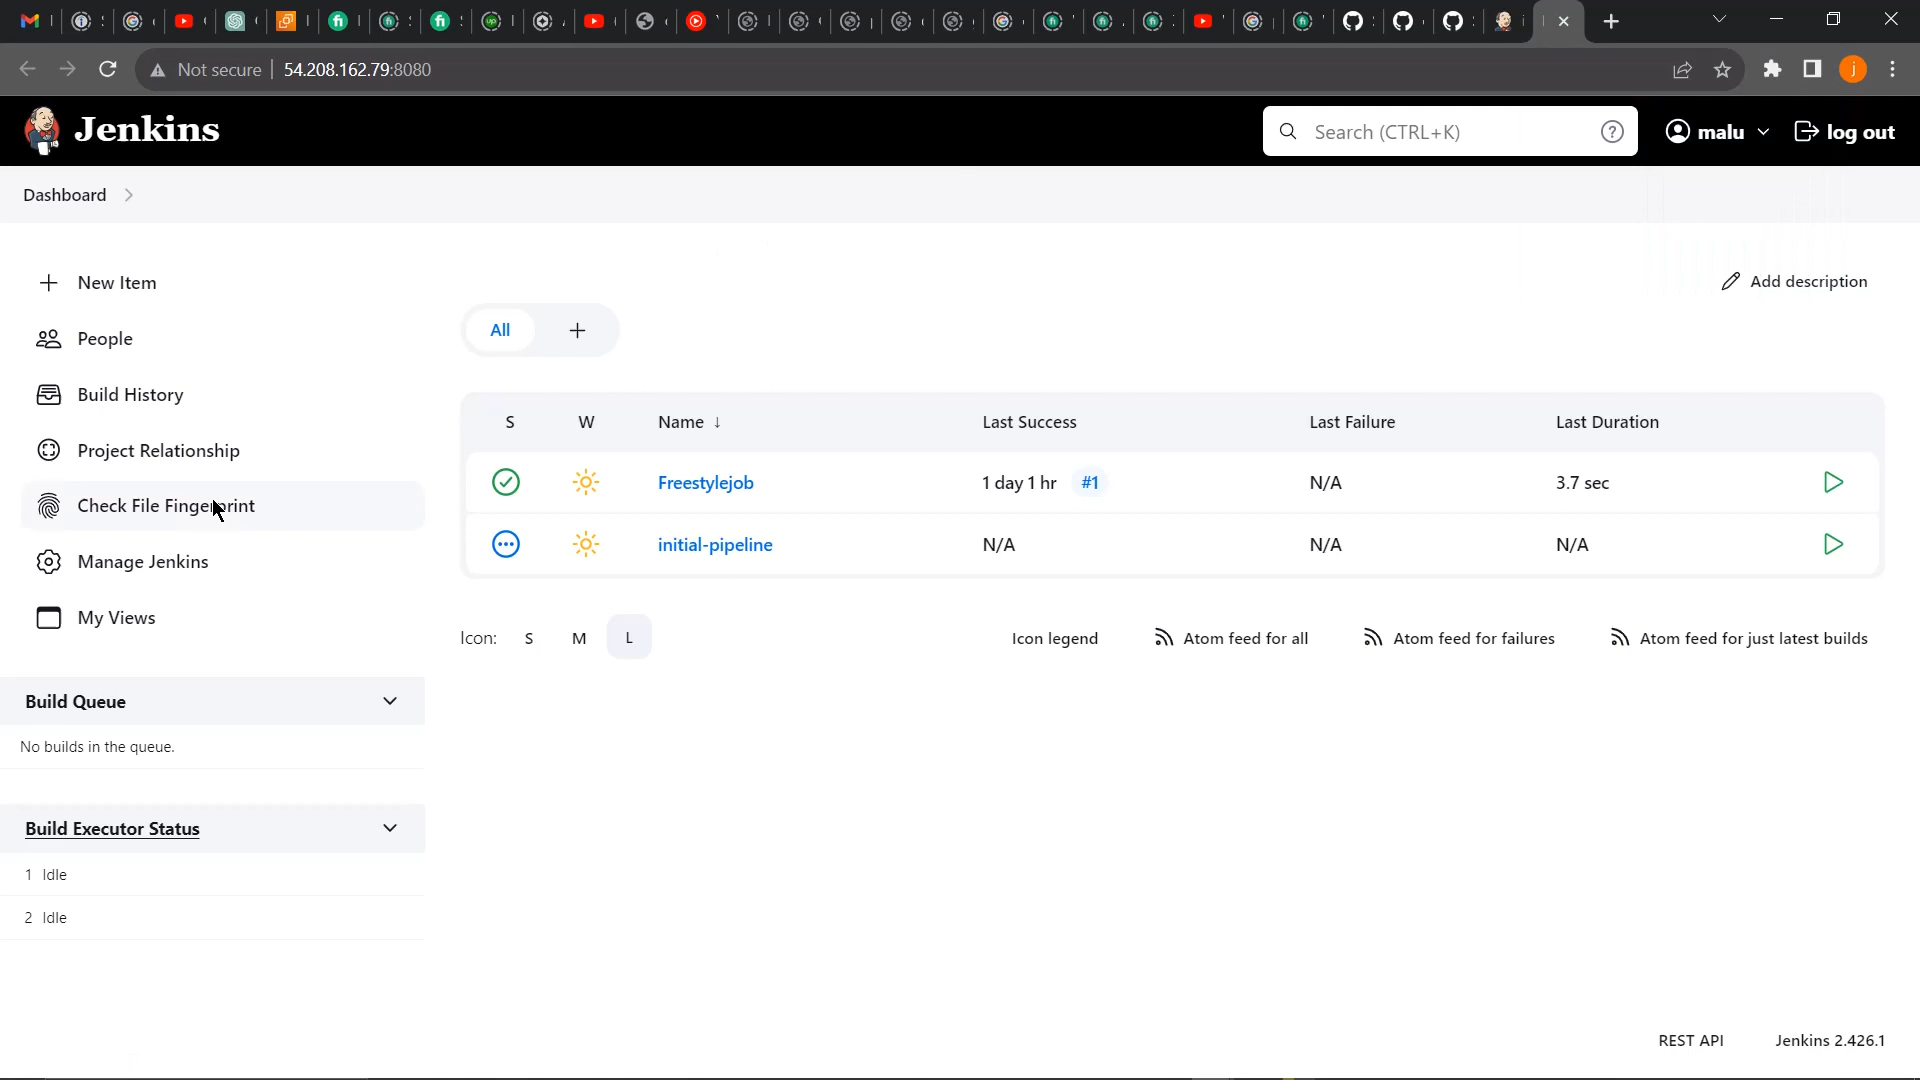 Not secure | 54.208.162.79:8080
Jenkins
Search (CTRL+K)
malu
log out
Dashboard
New Item
People
Build History
Project Relationship
Check File Fingerprint
Manage Jenkins
My Views
Add description
All +
S W Name ↓ Last Success Last Failure Last Duration
Freestylejob 1 day 1 hr #1 N/A 3.7 sec
initial-pipeline N/A N/A N/A
Icon: S M L
Icon legend
Atom feed for all
Atom feed for failures
Atom feed for just latest builds
Build Queue
No builds in the queue.
Build Executor Status
1 Idle
2 Idle
REST API
Jenkins 2.426.1